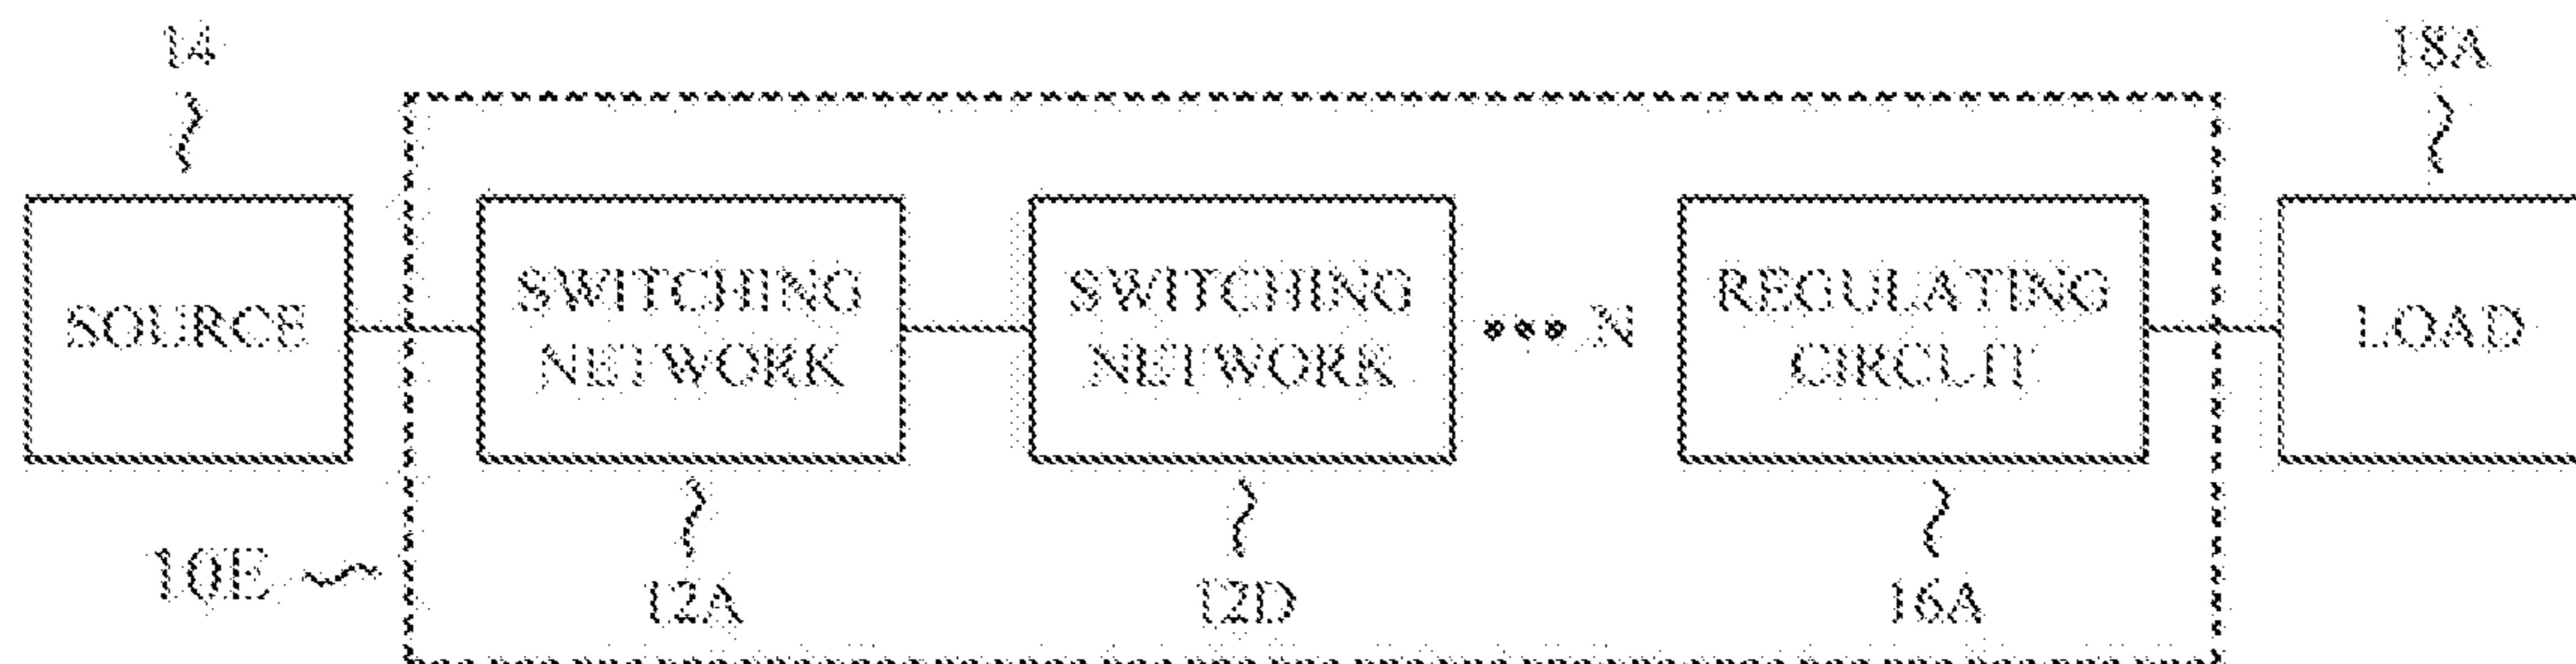 14
18A
SOURCE
SWITCHING
NETWORK
SWITCHING
NETWORK
N
REGULATING
CIRCUIT
LOAD
10E
12A
12D
16A